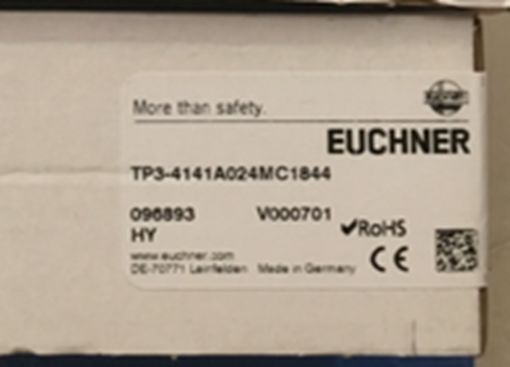 More than safety.
EUCHNER
TP3-4141A024MC1844
096893 V000701
HY
✓RoHS
CE
www.euchner.com
DE-70771 Leinfelden Made in Germany